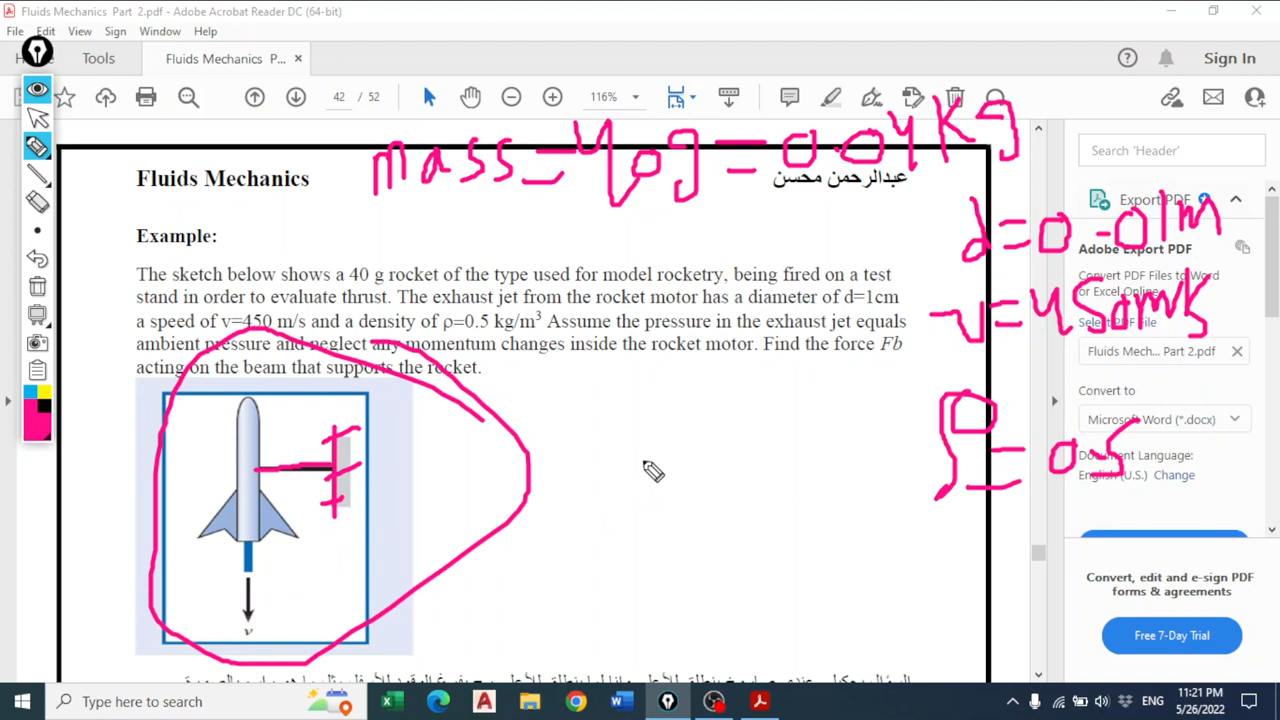 Fluids Mechanics Part 2.pdf - Adobe Acrobat Reader DC (64-bit)
File Edit View Sign Window Help
Tools Fluids Mechanics P... Sign In
42 / 52 116%
mass = 40g = 0.04Kg
Fluids Mechanics عبدالرحمن محسن
Example:
The sketch below shows a 40 g rocket of the type used for model rocketry, being fired on a test
stand in order to evaluate thrust. The exhaust jet from the rocket motor has a diameter of d=1cm
a speed of v=450 m/s and a density of ρ=0.5 kg/m3 Assume the pressure in the exhaust jet equals
ambient pressure and neglect any momentum changes inside the rocket motor. Find the force Fb
acting on the beam that supports the rocket.
v
d=0.01m
v=450m/s
ρ=0.5
Search 'Header'
Export PDF
Adobe Export PDF
Convert PDF Files to Word
or Excel Online
Select PDF File
Fluids Mech... Part 2.pdf
Convert to
Microsoft Word (*.docx)
Document Language:
English (U.S.) Change
Convert, edit and e-sign PDF
forms & agreements
Free 7-Day Trial
Type here to search
ENG
11:21 PM
5/26/2022